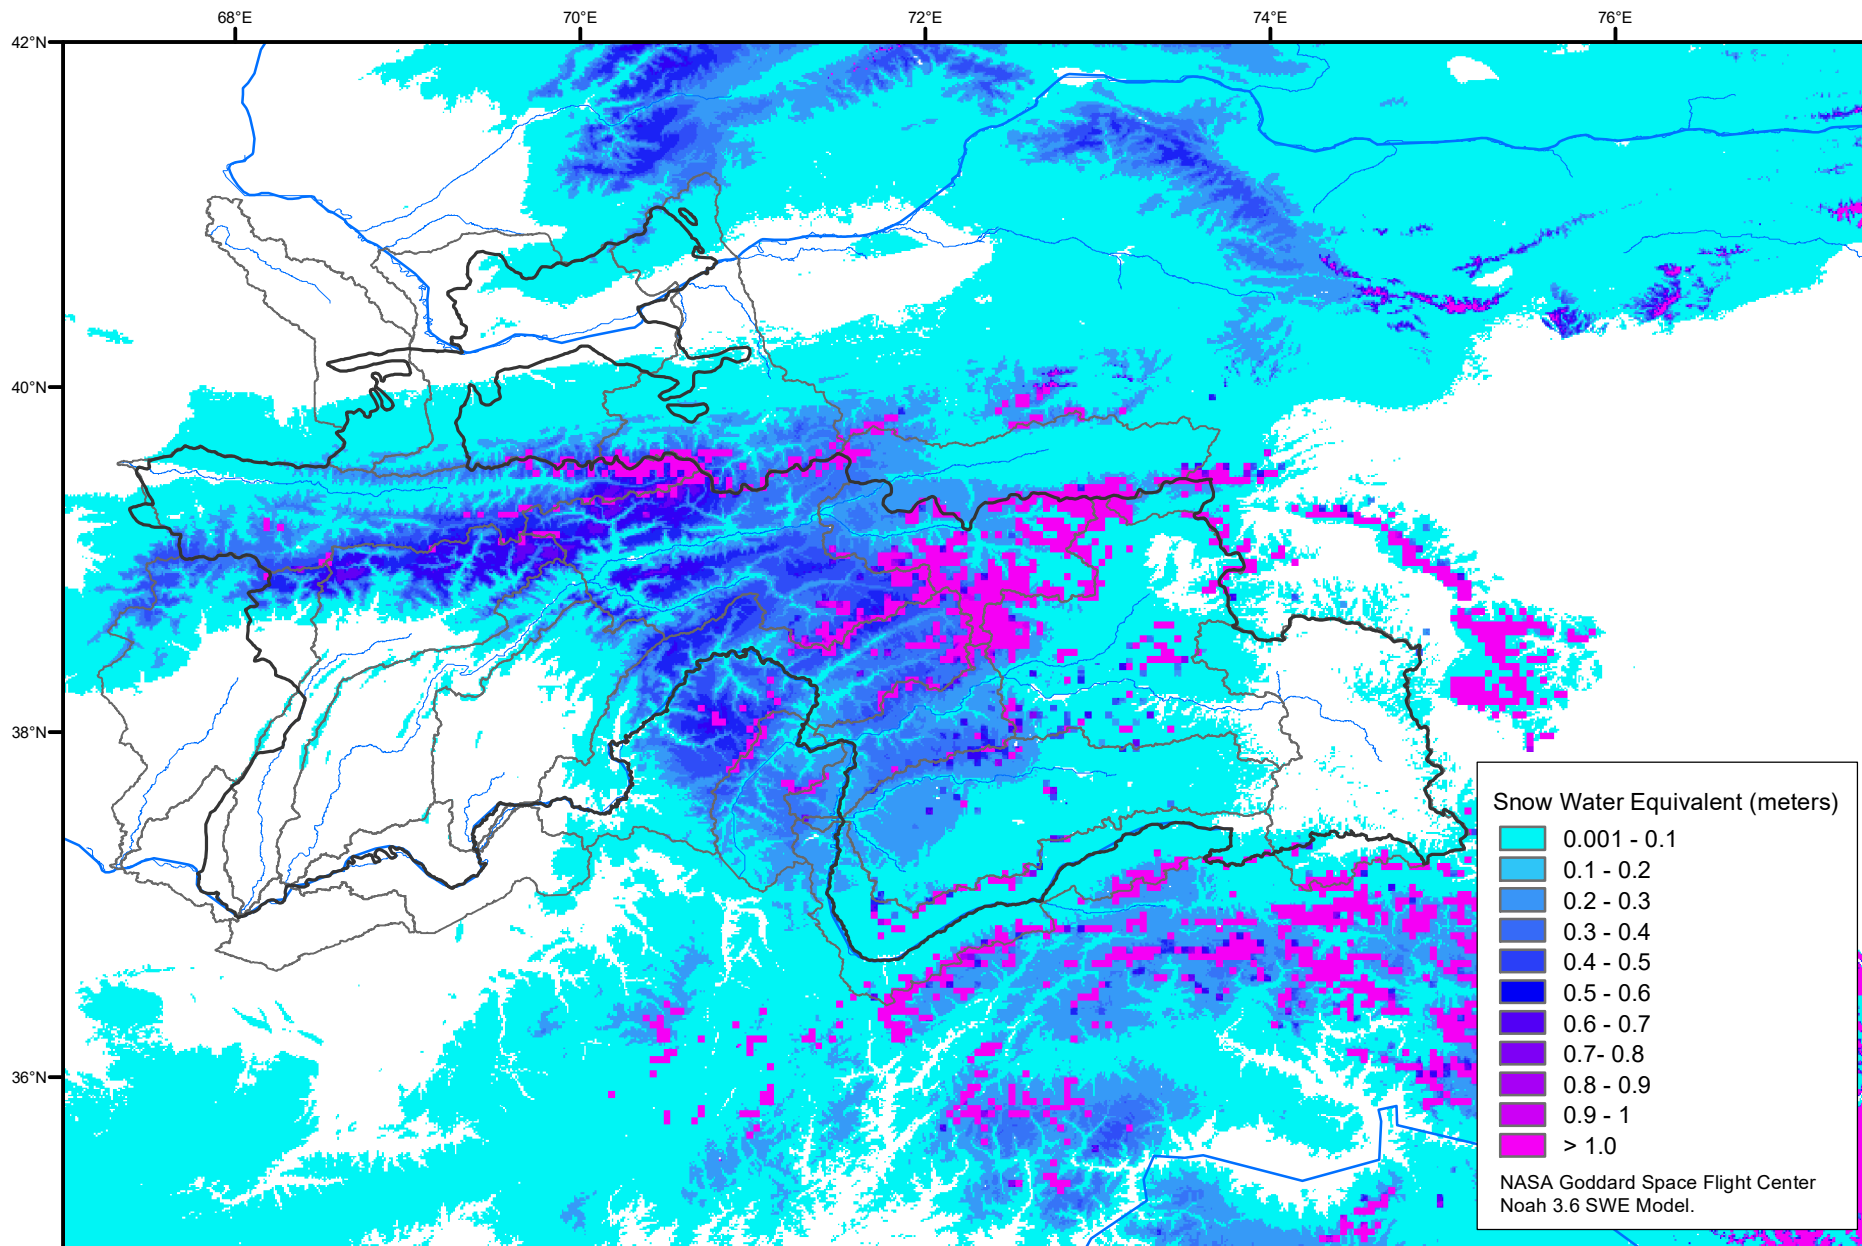 68°E 70°E 72°E 74°E 76°E
42°N
40°N
38°N
36°N
Snow Water Equivalent (meters)
0.001 - 0.1
0.1 - 0.2
0.2 - 0.3
0.3 - 0.4
0.4 - 0.5
0.5 - 0.6
0.6 - 0.7
0.7- 0.8
0.8 - 0.9
0.9 - 1
> 1.0
NASA Goddard Space Flight Center
Noah 3.6 SWE Model.